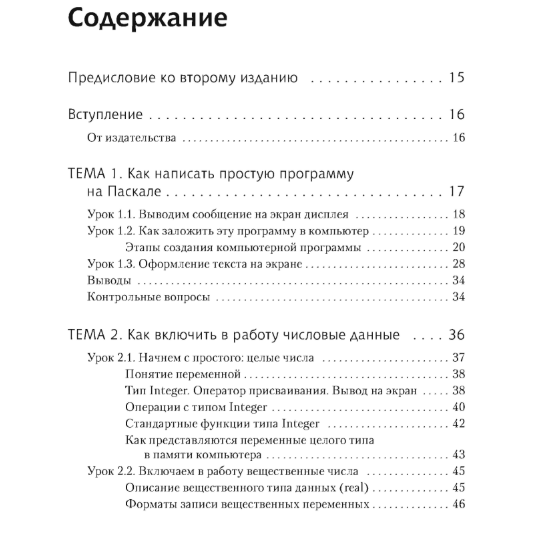 Содержание
Предисловие ко второму изданию . . . . . . . . . . . . . . . . 15
Вступление . . . . . . . . . . . . . . . . . . . . . . . . . . . . . . . . . . 16
От издательства . . . . . . . . . . . . . . . . . . . . . . . . . . . . . . . . . . . . . . 16
ТЕМА 1. Как написать простую программу
на Паскале . . . . . . . . . . . . . . . . . . . . . . . . . . . . . . . . 17
Урок 1.1. Выводим сообщение на экран дисплея . . . . . . . . . . . . . 18
Урок 1.2. Как заложить эту программу в компьютер . . . . . . . . . . 19
Этапы создания компьютерной программы . . . . . . . . . . . 20
Урок 1.3. Оформление текста на экране . . . . . . . . . . . . . . . . . . . . 28
Выводы . . . . . . . . . . . . . . . . . . . . . . . . . . . . . . . . . . . . . . . . . . . . . 34
Контрольные вопросы . . . . . . . . . . . . . . . . . . . . . . . . . . . . . . . . . 34
ТЕМА 2. Как включить в работу числовые данные . . . . 36
Урок 2.1. Начнем с простого: целые числа . . . . . . . . . . . . . . . . . . 37
Понятие переменной . . . . . . . . . . . . . . . . . . . . . . . . . . . . . 38
Тип Integer. Оператор присваивания. Вывод на экран . . . . 38
Операции с типом Integer . . . . . . . . . . . . . . . . . . . . . . . . . . 40
Стандартные функции типа Integer . . . . . . . . . . . . . . . . . 42
Как представляются переменные целого типа
в памяти компьютера . . . . . . . . . . . . . . . . . . . . . . . . . . 43
Урок 2.2. Включаем в работу вещественные числа . . . . . . . . . . . 45
Описание вещественного типа данных (real) . . . . . . . . . . 45
Форматы записи вещественных переменных . . . . . . . . . . 46